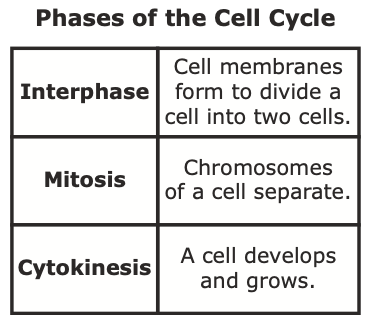 Phases of the Cell Cycle
Interphase
Cell membranes
form to divide a
cell into two cells.
Mitosis
Chromosomes
of a cell separate.
Cytokinesis
A cell develops
and grows.